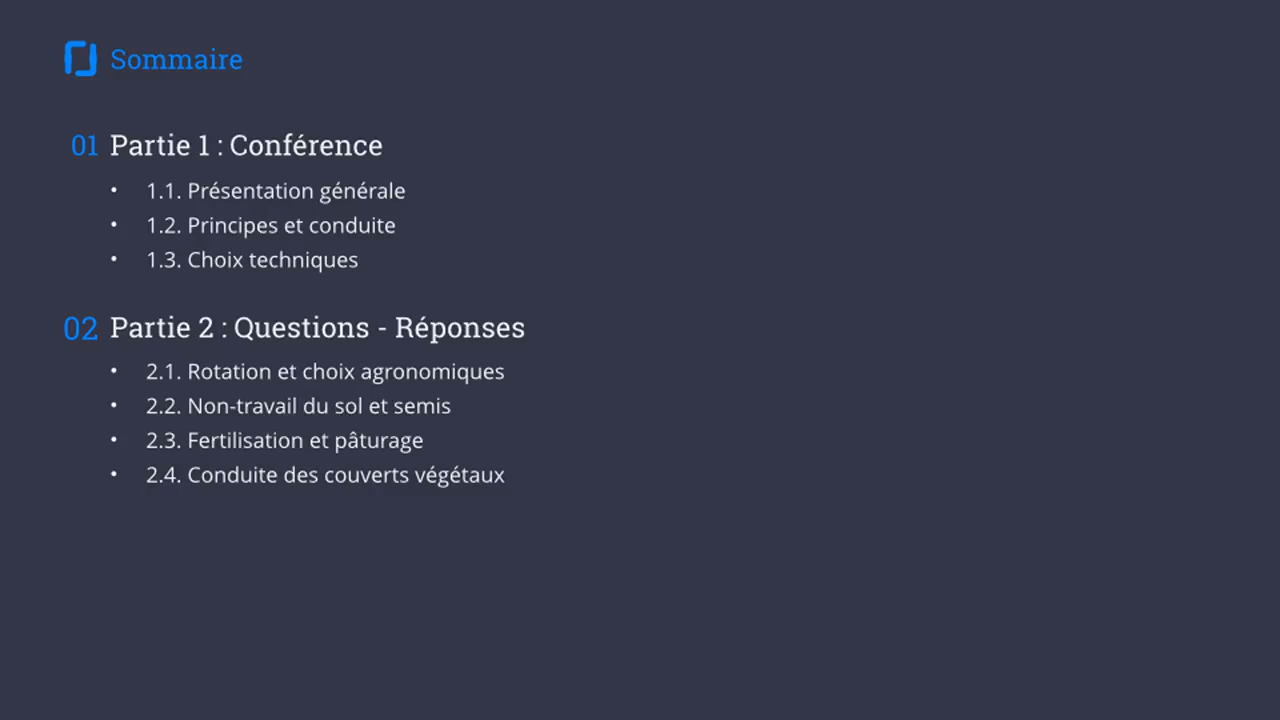 Sommaire
01 Partie 1 : Conférence
• 1.1. Présentation générale
• 1.2. Principes et conduite
• 1.3. Choix techniques
02 Partie 2 : Questions - Réponses
• 2.1. Rotation et choix agronomiques
• 2.2. Non-travail du sol et semis
• 2.3. Fertilisation et pâturage
• 2.4. Conduite des couverts végétaux